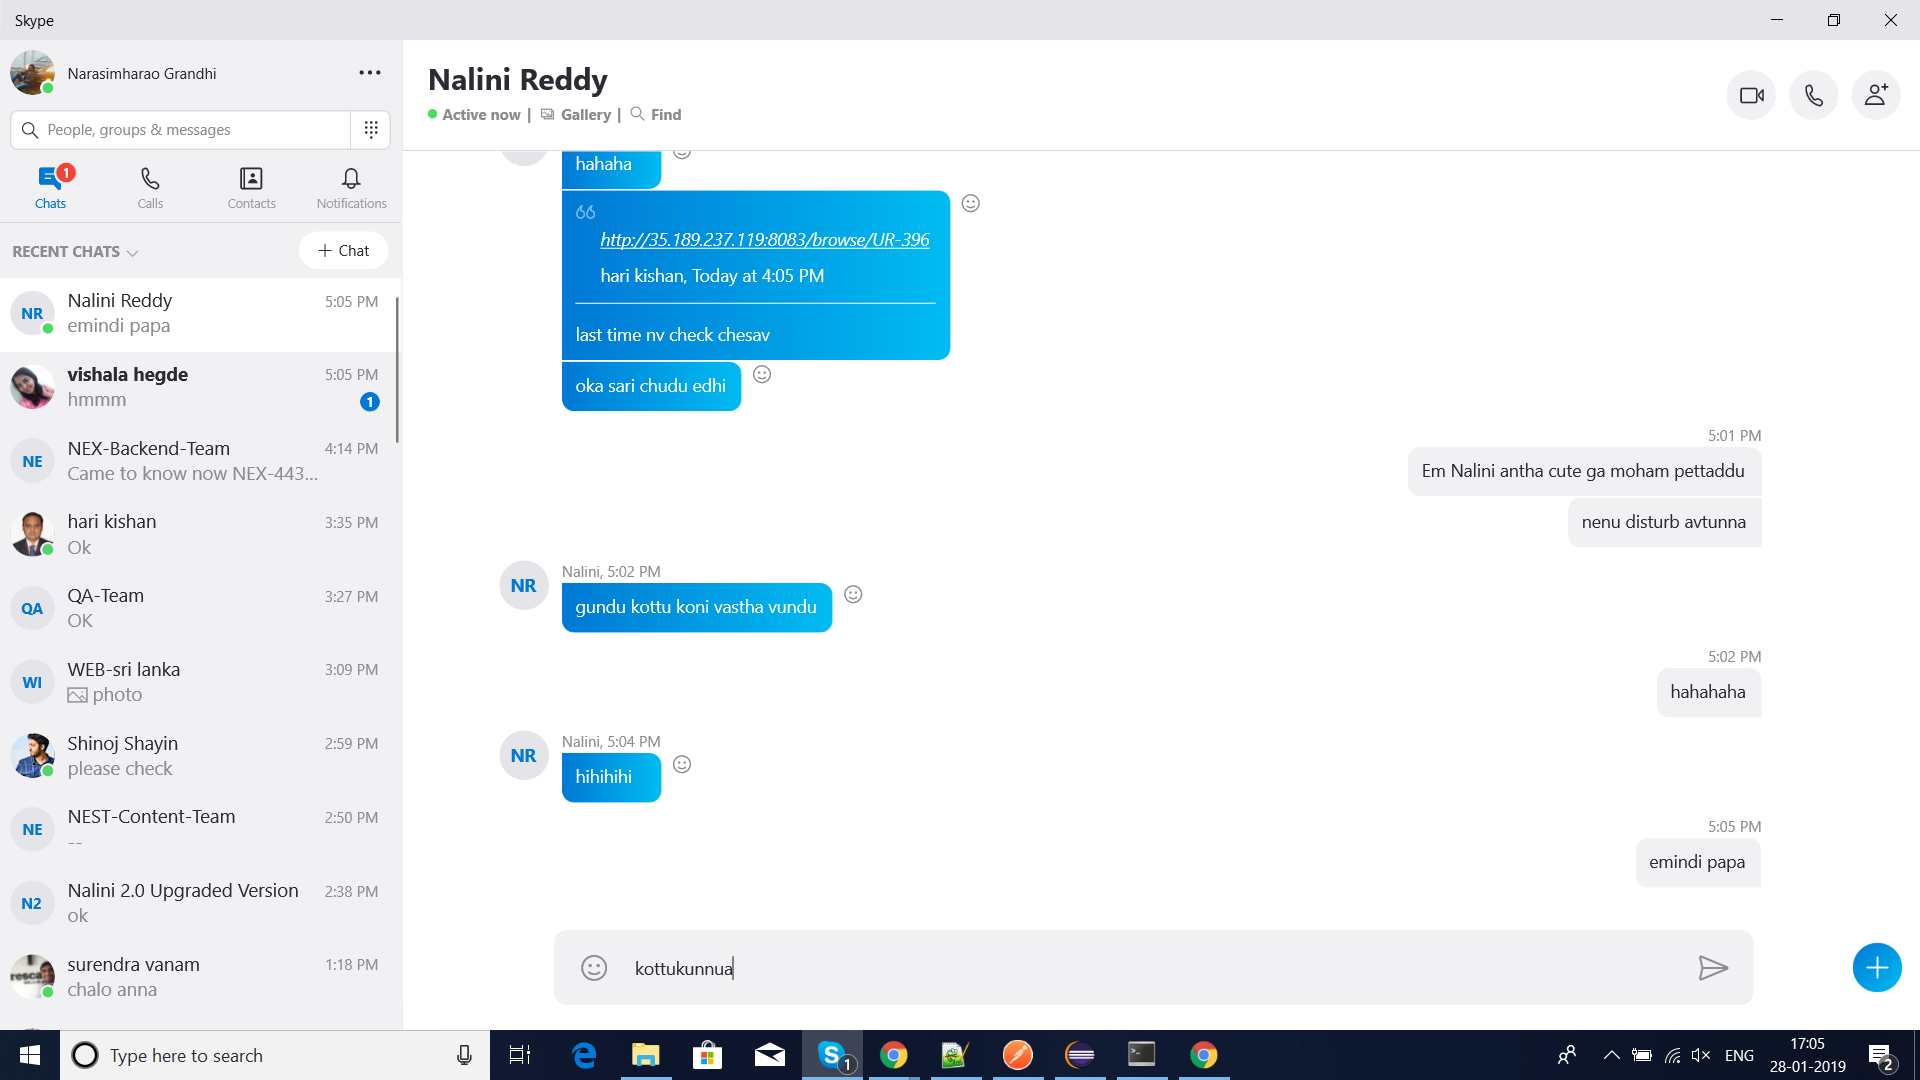 Skype
Narasimharao Grandhi
People, groups & messages
1
Chats
Calls
Contacts
Notifications
RECENT CHATS
+ Chat
NR
Nalini Reddy
5:05 PM
emindi papa
vishala hegde
5:05 PM
hmmm
1
NE
NEX-Backend-Team
4:14 PM
Came to know now NEX-443...
hari kishan
3:35 PM
Ok
QA
QA-Team
3:27 PM
OK
WI
WEB-sri lanka
3:09 PM
photo
Shinoj Shayin
2:59 PM
please check
NE
NEST-Content-Team
2:50 PM
--
N2
Nalini 2.0 Upgraded Version
2:38 PM
ok
surendra vanam
1:18 PM
chalo anna
Nalini Reddy
Active now | Gallery | Find
hahaha
http://35.189.237.119:8083/browse/UR-396
hari kishan, Today at 4:05 PM
last time nv check chesav
oka sari chudu edhi
5:01 PM
Em Nalini antha cute ga moham pettaddu
nenu disturb avtunna
Nalini, 5:02 PM
NR
gundu kottu koni vastha vundu
5:02 PM
hahahaha
Nalini, 5:04 PM
NR
hihihihi
5:05 PM
emindi papa
kottukunnua
Type here to search
1
ENG
17:05
28-01-2019
2